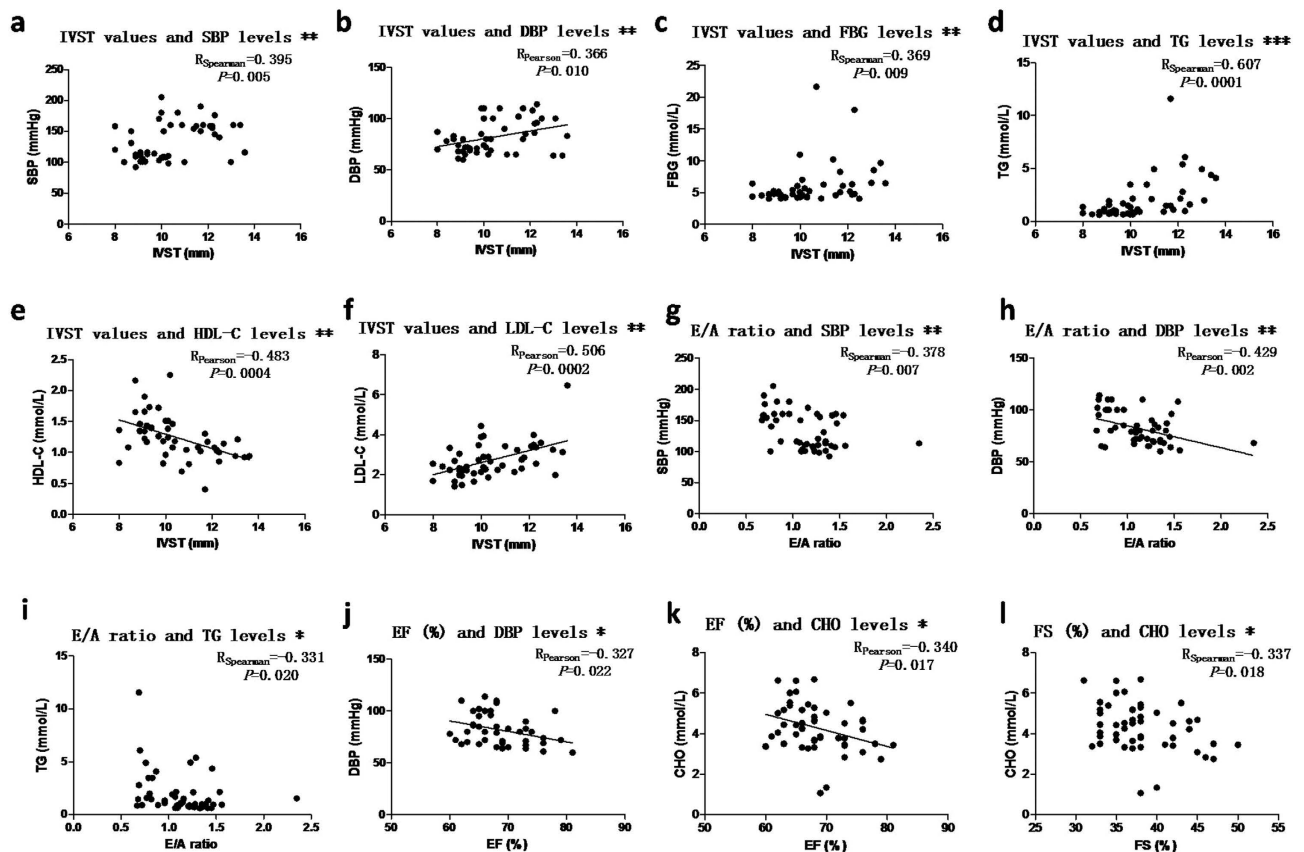 a
IVST values and SBP levels **
RSpearman=0.395
P=0.005
250
200
150
100
50
0
SBP (mmHg)
6 8 10 12 14 16
IVST (mm)
b
IVST values and DBP levels **
RPearson=0.366
P=0.010
150
100
50
0
DBP (mmHg)
6 8 10 12 14 16
IVST (mm)
c
IVST values and FBG levels **
RSpearman=0.369
P=0.009
25
20
15
10
5
0
FBG (mmol/L)
6 8 10 12 14 16
IVST (mm)
d
IVST values and TG levels ***
RSpearman=0.607
P=0.0001
15
10
5
0
TG (mmol/L)
6 8 10 12 14 16
IVST (mm)
e
IVST values and HDL-C levels **
RPearson=-0.483
P=0.0004
2.5
2.0
1.5
1.0
0.5
0.0
HDL-C (mmol/L)
6 8 10 12 14 16
IVST (mm)
f
IVST values and LDL-C levels **
RPearson=0.506
P=0.0002
8
6
4
2
0
LDL-C (mmol/L)
6 8 10 12 14 16
IVST (mm)
g
E/A ratio and SBP levels **
RSpearman=-0.378
P=0.007
250
200
150
100
50
0
SBP (mmHg)
0.0 0.5 1.0 1.5 2.0 2.5
E/A ratio
h
E/A ratio and DBP levels **
RPearson=-0.429
P=0.002
150
100
50
0
DBP (mmHg)
0.0 0.5 1.0 1.5 2.0 2.5
E/A ratio
i
E/A ratio and TG levels *
RSpearman=-0.331
P=0.020
15
10
5
0
TG (mmol/L)
0.0 0.5 1.0 1.5 2.0 2.5
E/A ratio
j
EF (%) and DBP levels *
RPearson=-0.327
P=0.022
150
100
50
0
DBP (mmHg)
50 60 70 80 90
EF (%)
k
EF (%) and CHO levels *
RPearson=-0.340
P=0.017
8
6
4
2
0
CHO (mmol/L)
50 60 70 80 90
EF (%)
l
FS (%) and CHO levels *
RSpearman=-0.337
P=0.018
8
6
4
2
0
CHO (mmol/L)
25 30 35 40 45 50 55
FS (%)